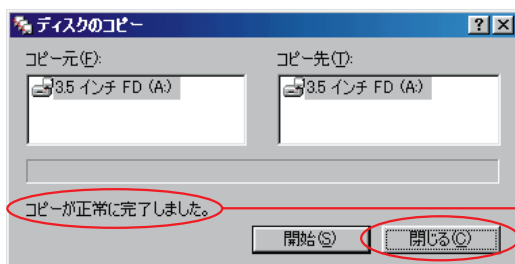 ディスクのコピー
コピー元(F):
コピー先(T):
3.5 インチ FD (A:)
3.5 インチ FD (A:)
コピーが正常に完了しました。
開始(S)
閉じる(C)